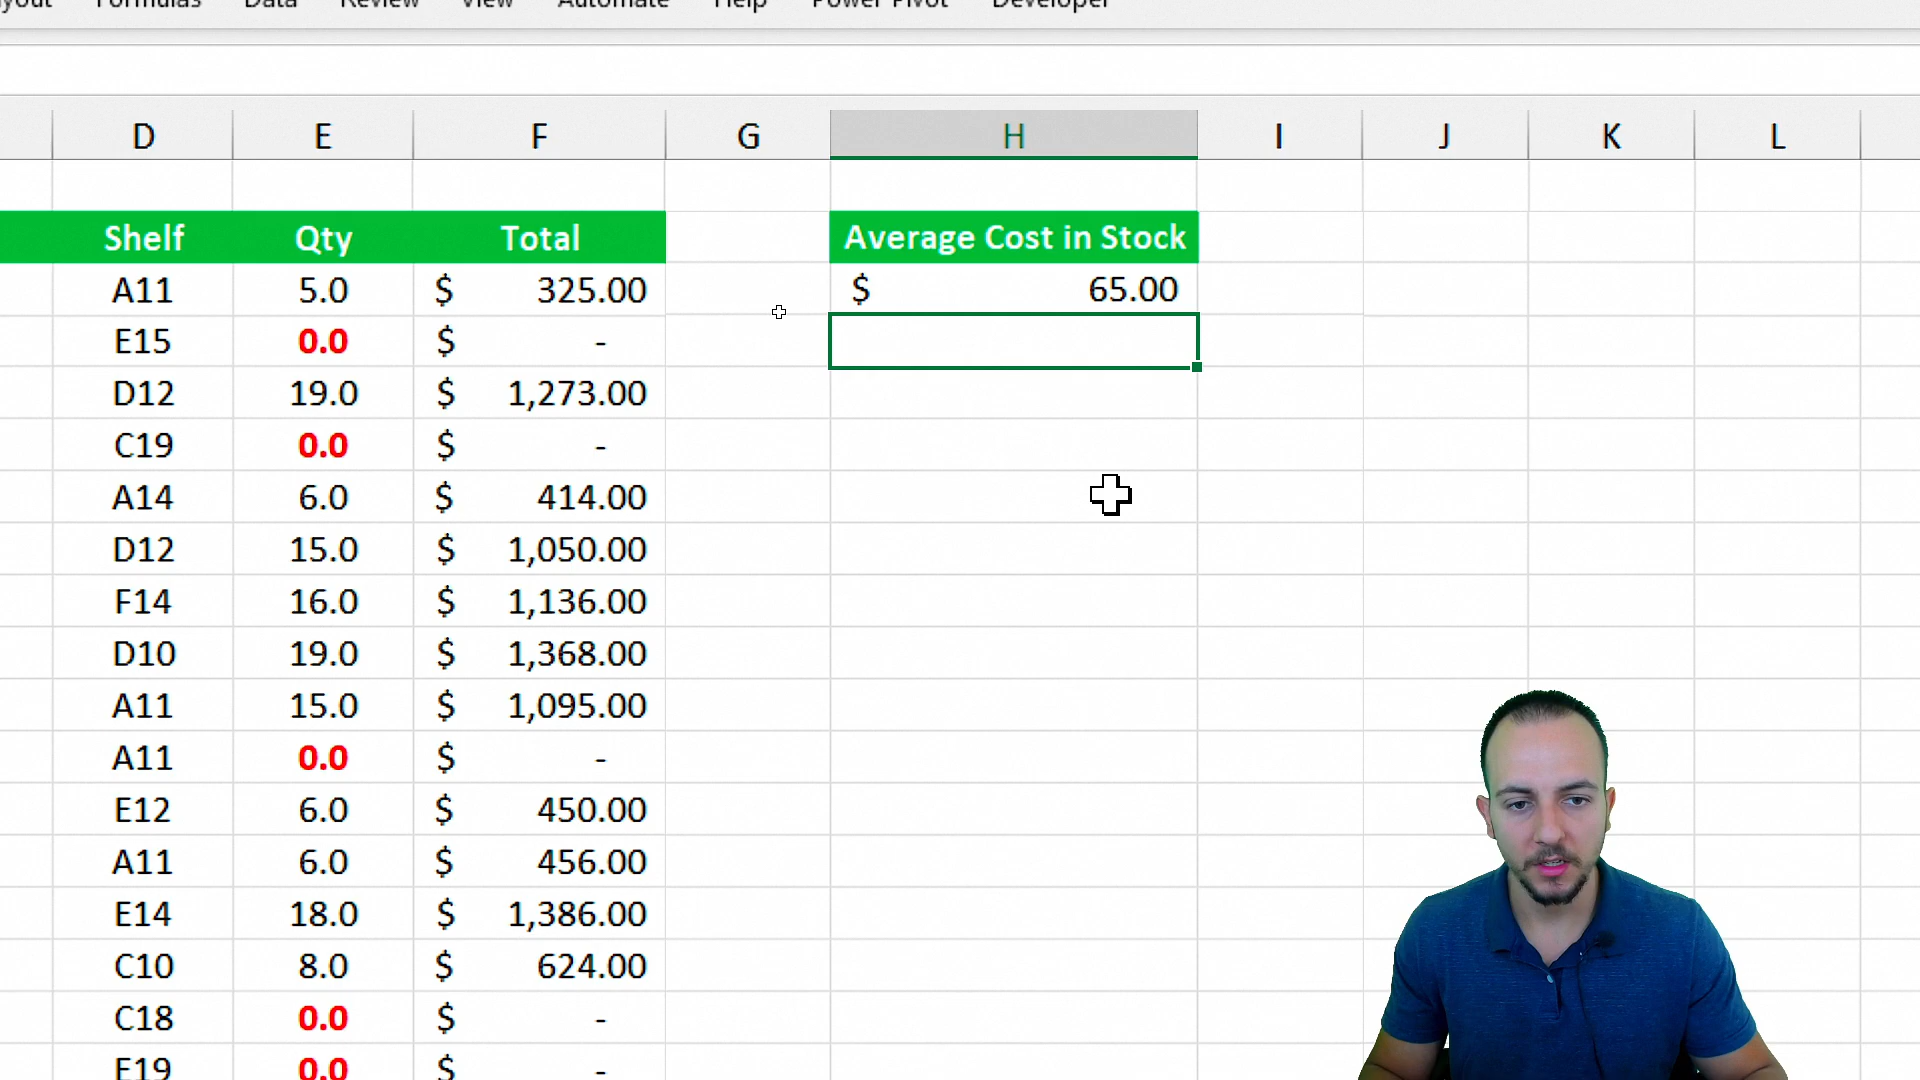 Formulas Data Review View Automate Help Power Pivot Developer
D E F G H I J K L
Shelf Qty Total Average Cost in Stock
A11 5.0 $ 325.00 $ 65.00
E15 0.0 $ -
D12 19.0 $ 1,273.00
C19 0.0 $ -
A14 6.0 $ 414.00
D12 15.0 $ 1,050.00
F14 16.0 $ 1,136.00
D10 19.0 $ 1,368.00
A11 15.0 $ 1,095.00
A11 0.0 $ -
E12 6.0 $ 450.00
A11 6.0 $ 456.00
E14 18.0 $ 1,386.00
C10 8.0 $ 624.00
C18 0.0 $ -
E19 0.0 $ -